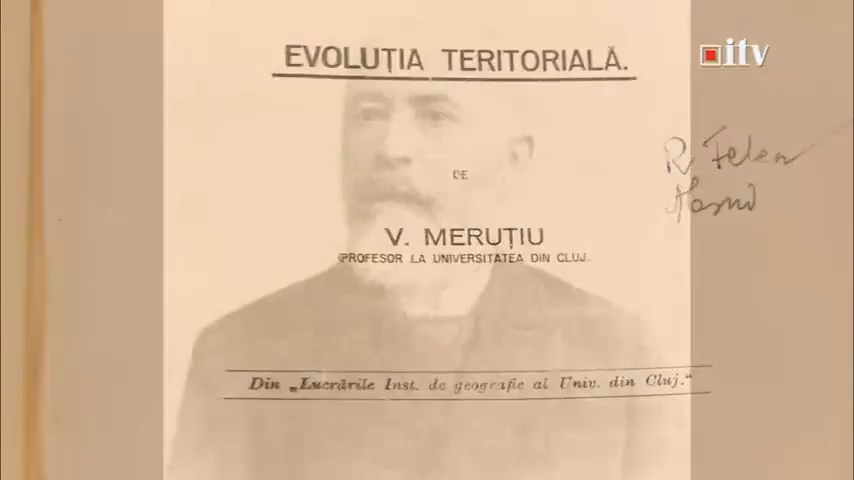 itv
EVOLUȚIA TERITORIALĂ.
DE
V. MERUȚIU
PROFESOR LA UNIVERSITATEA DIN CLUJ.
Din „Lucrările Inst. de geografie al Univ. din Cluj.“